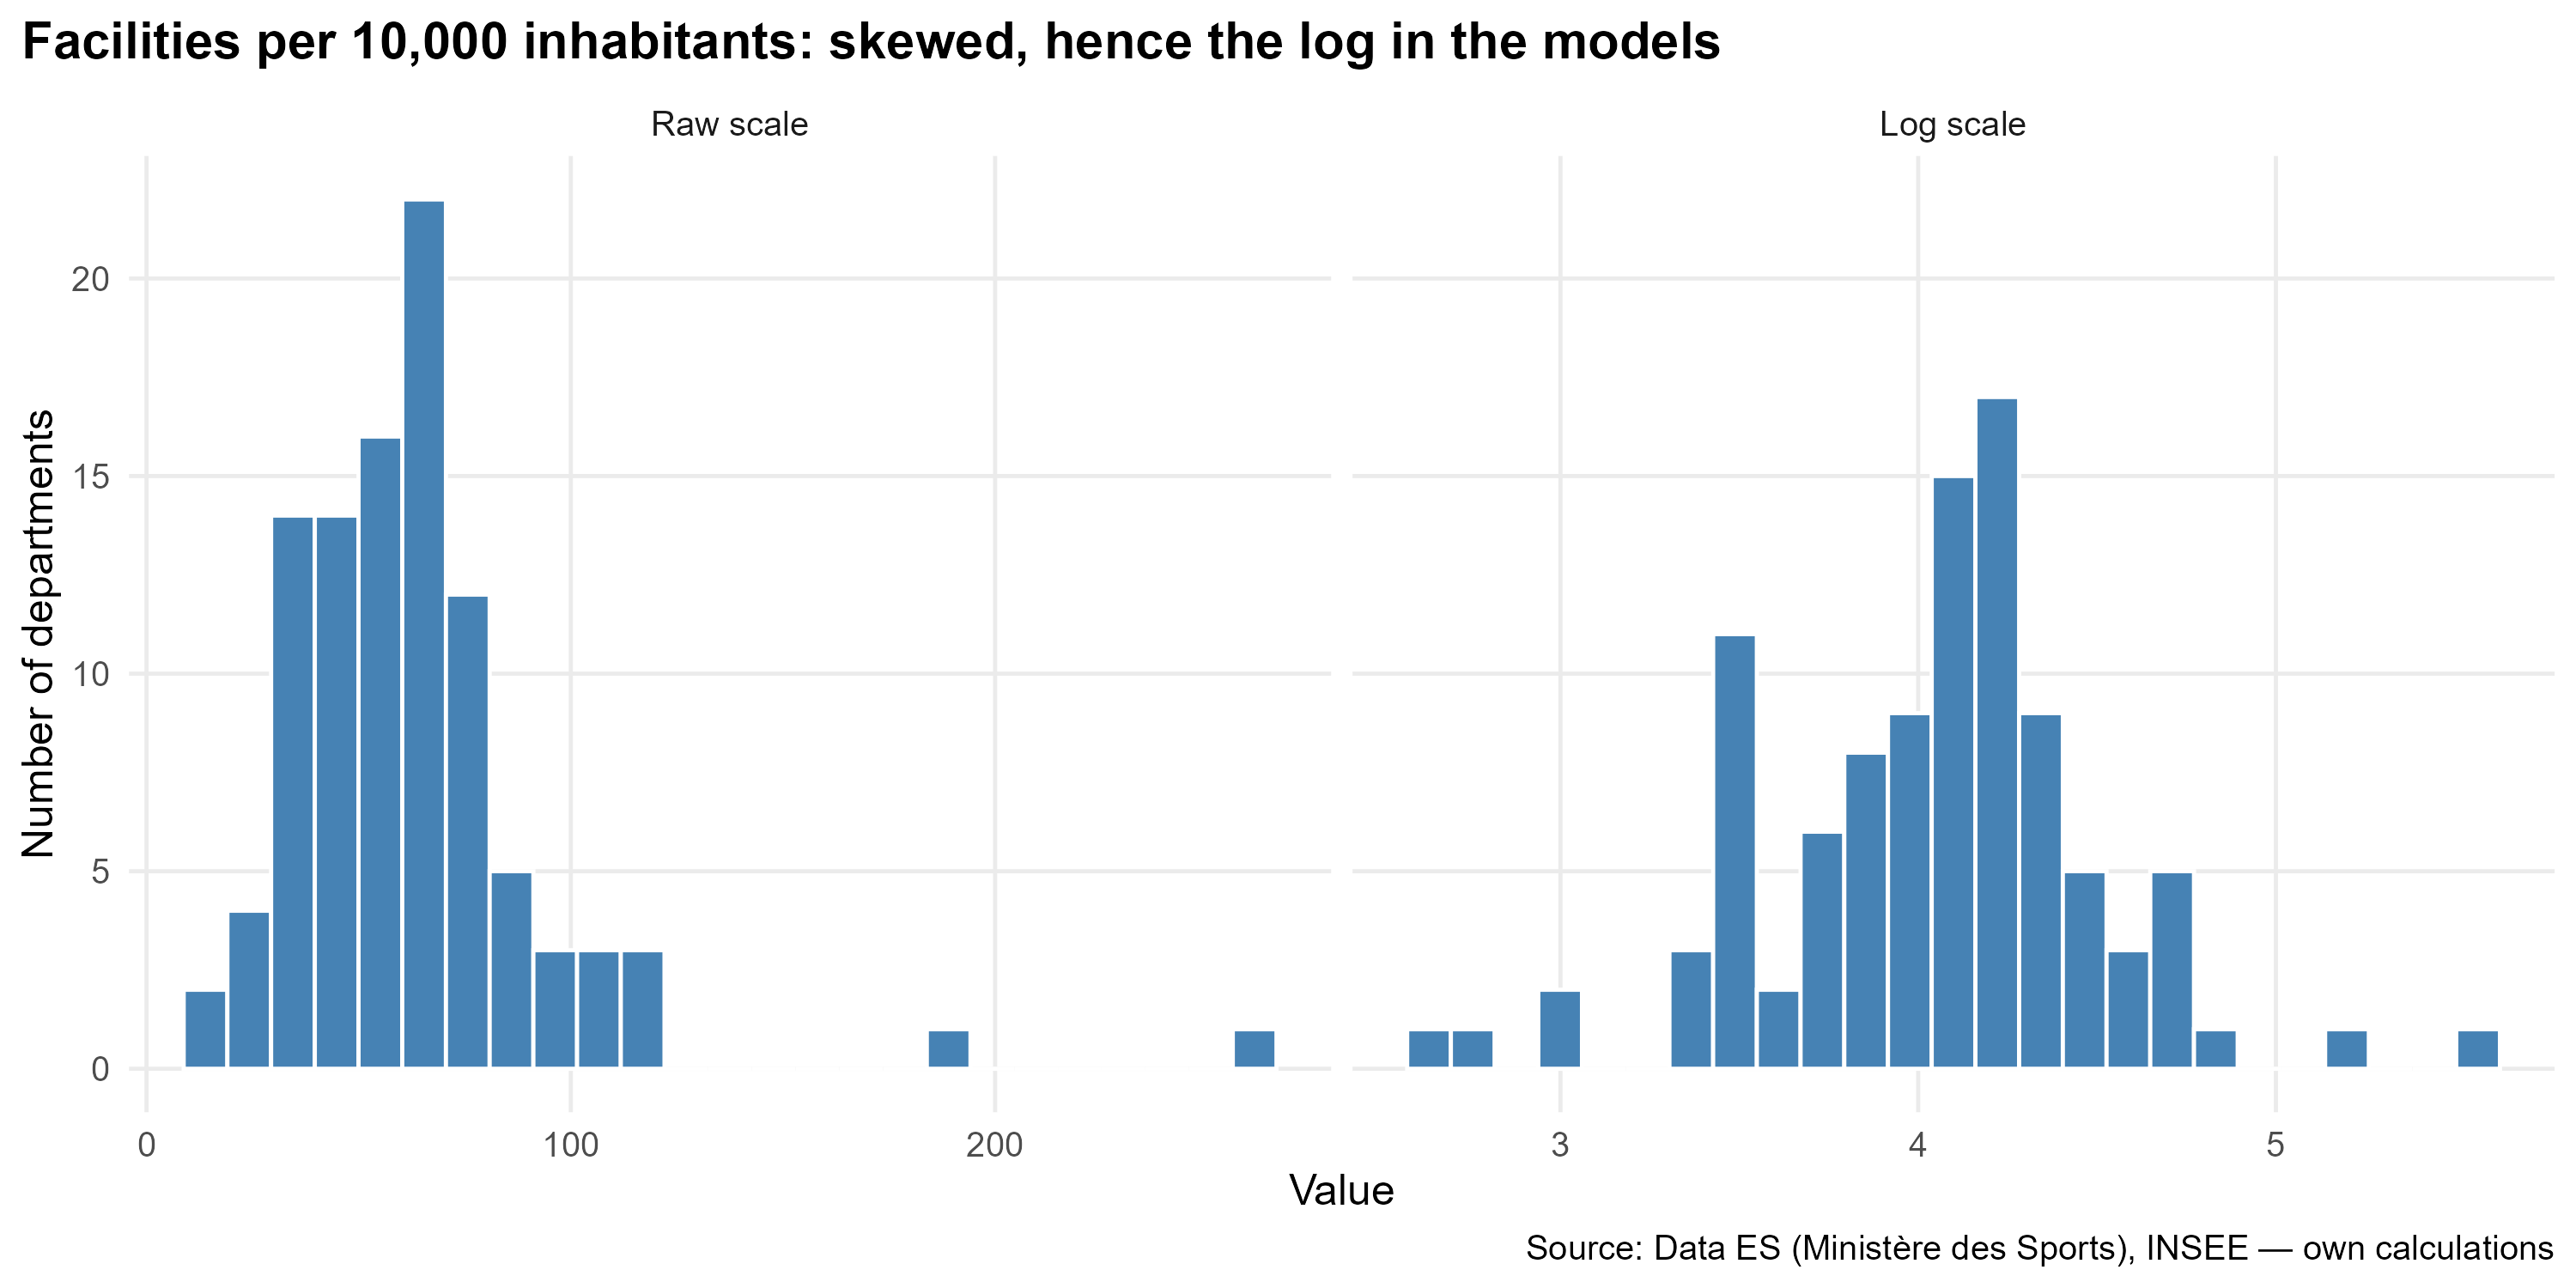 Facilities per 10,000 inhabitants: skewed, hence the log in the models
Raw scale
Log scale
Number of departments
20
15
10
5
0
0
100
200
3
4
5
Value
Source: Data ES (Ministère des Sports), INSEE — own calculations